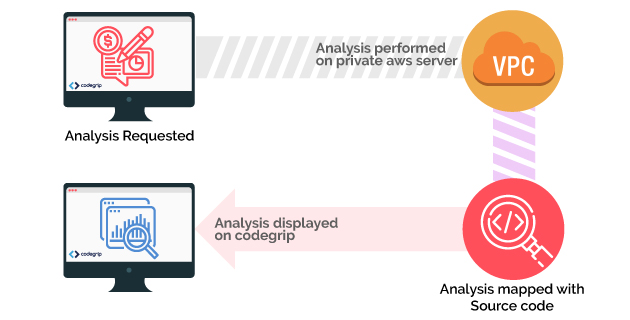 codegrip
Analysis Requested
Analysis performed
on private aws server
VPC
Analysis mapped with
Source code
Analysis displayed
on codegrip
codegrip